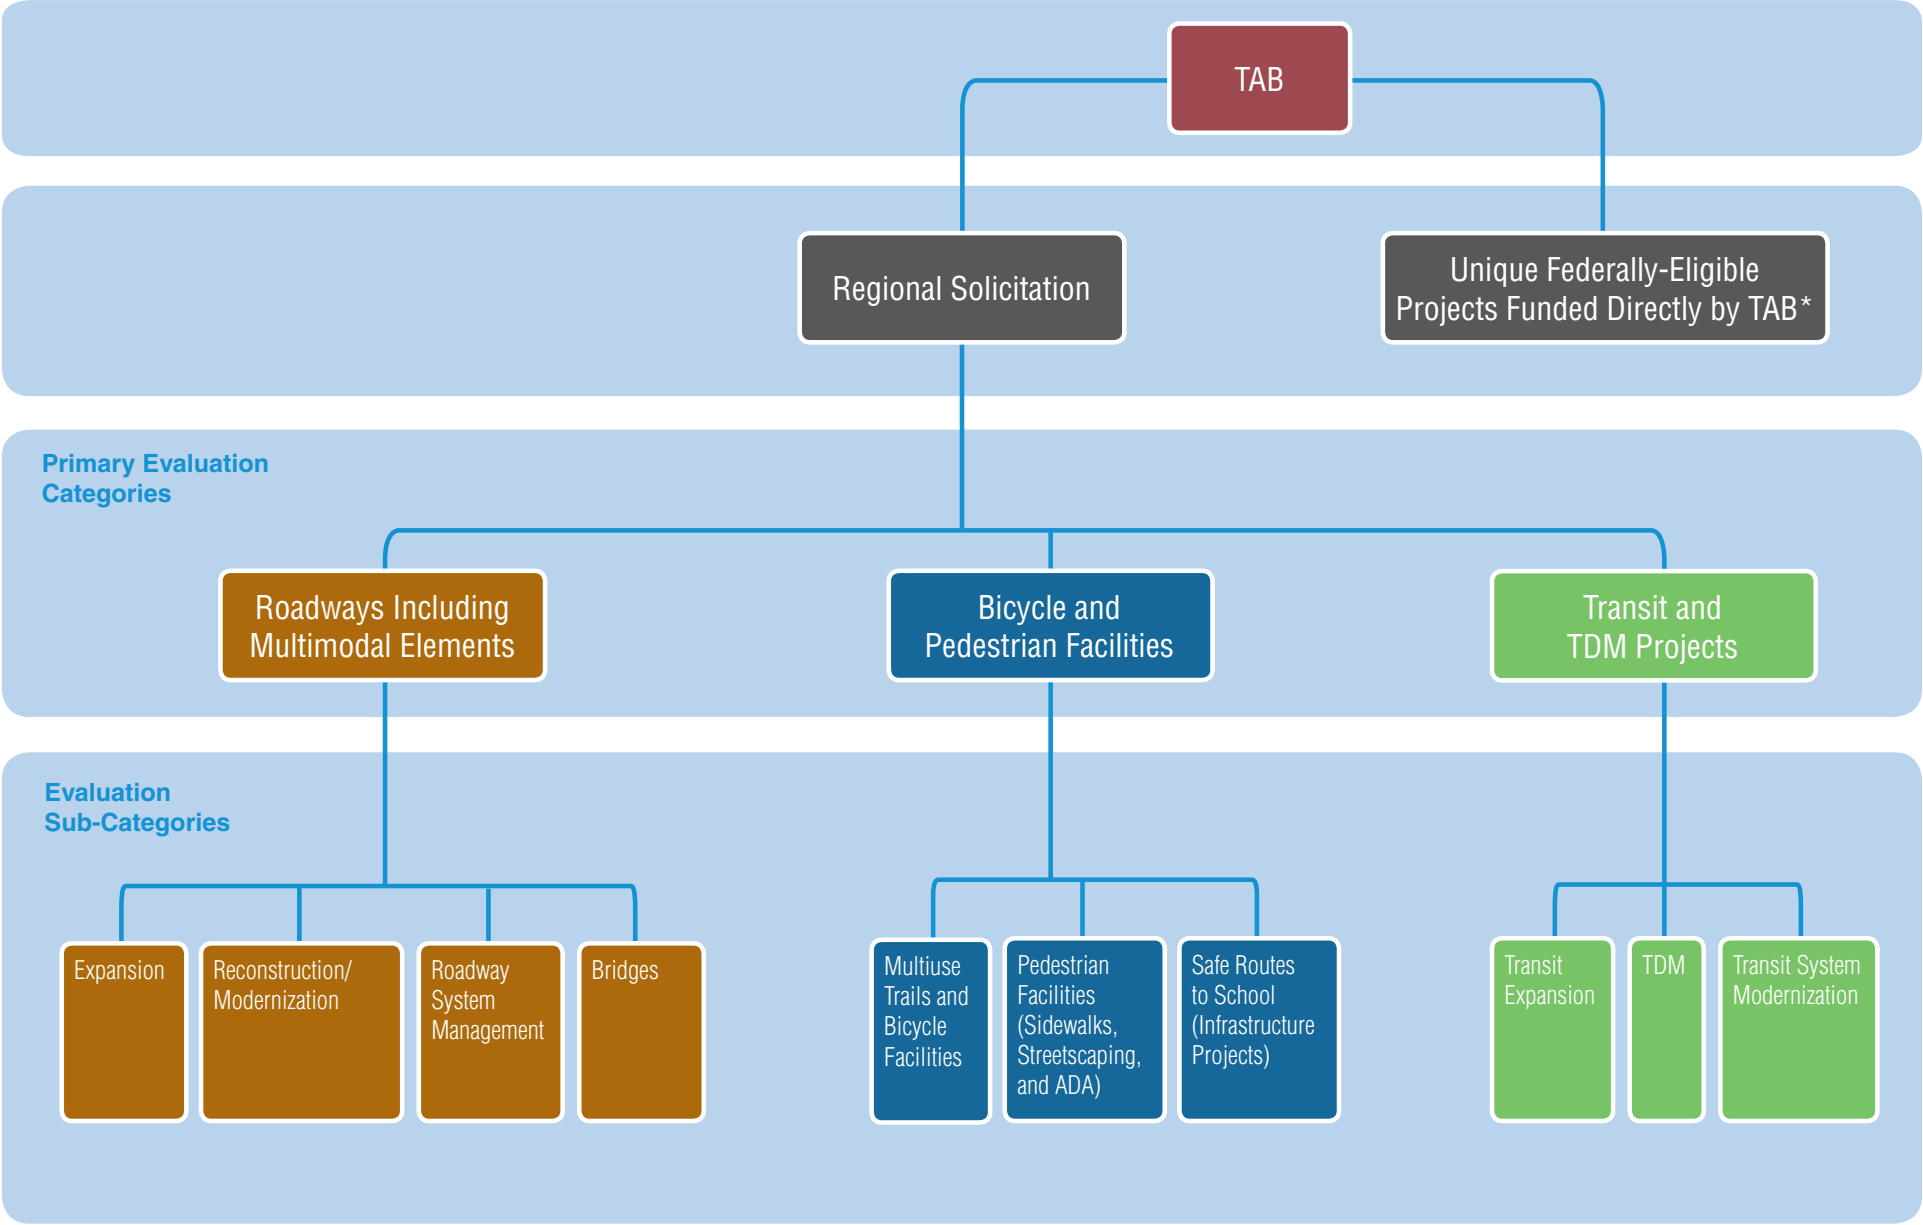 TAB
Regional Solicitation
Unique Federally-Eligible
Projects Funded Directly by TAB*
Primary Evaluation
Categories
Roadways Including
Multimodal Elements
Bicycle and
Pedestrian Facilities
Transit and
TDM Projects
Evaluation
Sub-Categories
Expansion
Reconstruction/
Modernization
Roadway
System
Management
Bridges
Multiuse
Trails and
Bicycle
Facilities
Pedestrian
Facilities
(Sidewalks,
Streetscaping,
and ADA)
Safe Routes
to School
(Infrastructure
Projects)
Transit
Expansion
TDM
Transit System
Modernization